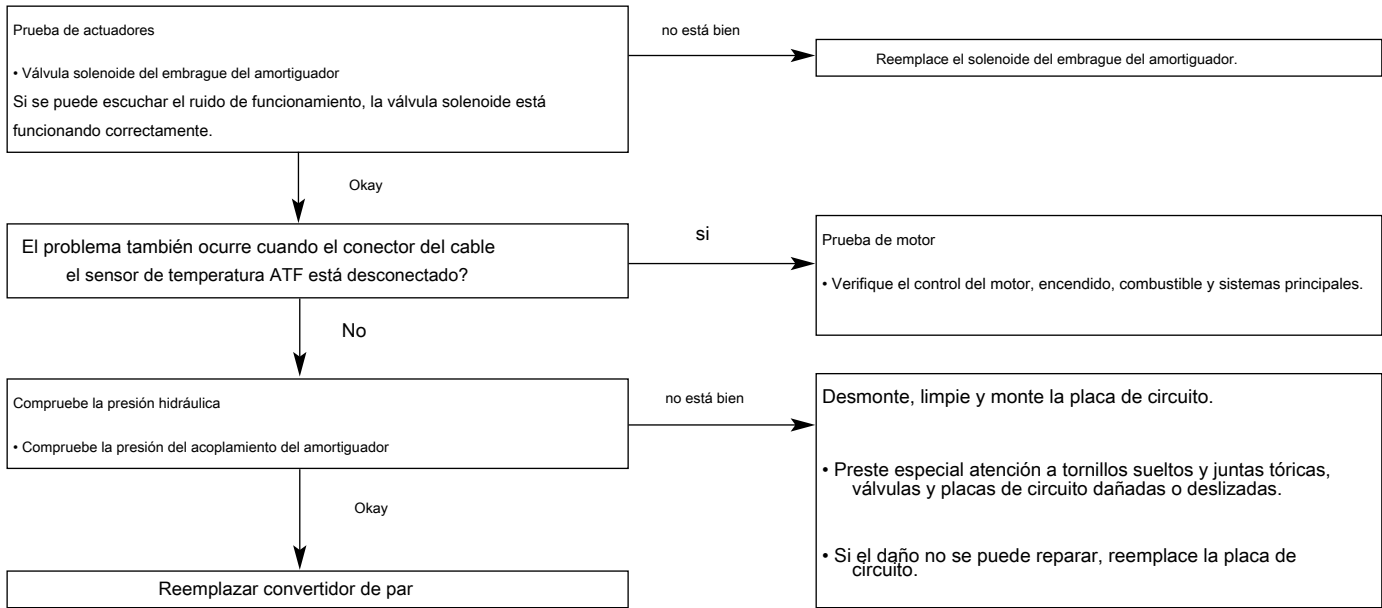 Prueba de actuadores
• Válvula solenoide del embrague del amortiguador
Si se puede escuchar el ruido de funcionamiento, la válvula solenoide está
funcionando correctamente.
no está bien
Reemplace el solenoide del embrague del amortiguador.
Okay
El problema también ocurre cuando el conector del cable
el sensor de temperatura ATF está desconectado?
si
Prueba de motor
• Verifique el control del motor, encendido, combustible y sistemas principales.
No
Compruebe la presión hidráulica
• Compruebe la presión del acoplamiento del amortiguador
no está bien
Desmonte, limpie y monte la placa de circuito.
• Preste especial atención a tornillos sueltos y juntas tóricas,
válvulas y placas de circuito dañadas o deslizadas.
• Si el daño no se puede reparar, reemplace la placa de
circuito.
Okay
Reemplazar convertidor de par